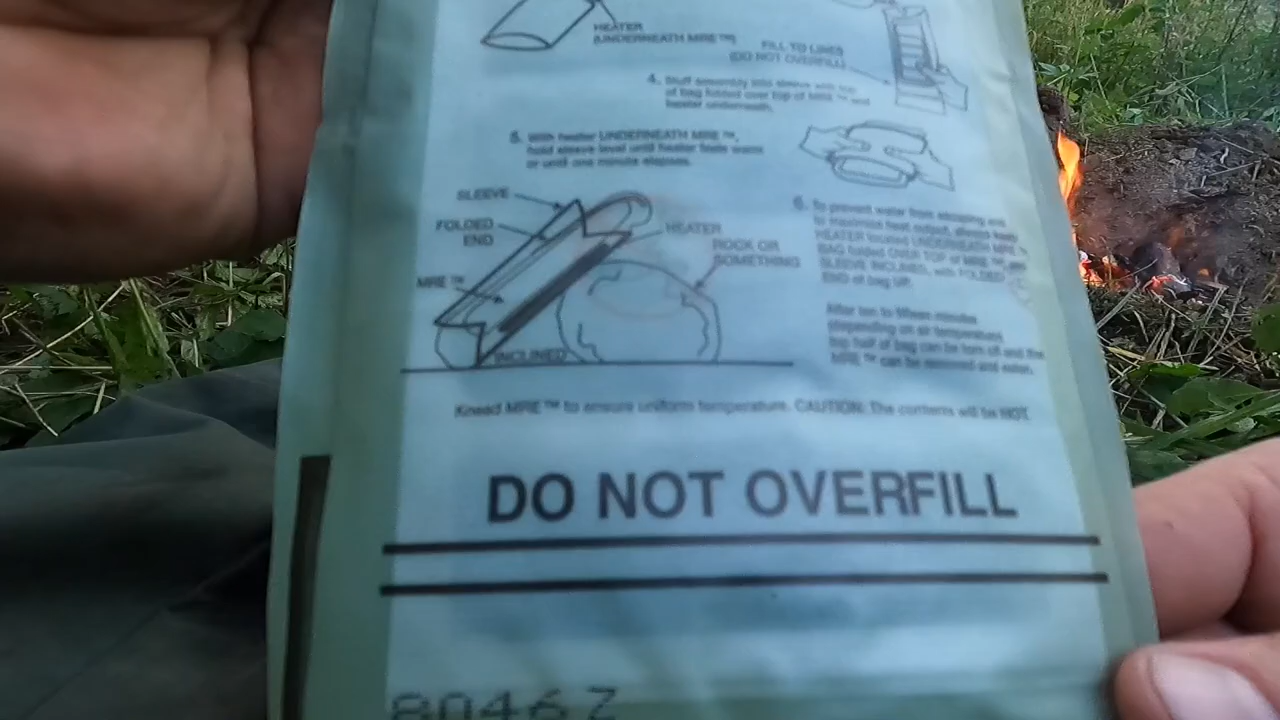 HEATER
(UNDERNEATH MRE™)
FILL TO LINES
(DO NOT OVERFILL)
4. Stuff assembly into sleeve with top
of bag folded over top of MRE™ and
heater underneath.
5. With heater UNDERNEATH MRE™,
hold sleeve level until heater feels warm
or until one minute elapses.
SLEEVE
FOLDED
END
HEATER
ROCK OR
SOMETHING
MRE™
INCLINED
6. To prevent water from escaping and
to maximize heat output, always keep
HEATER located UNDERNEATH MRE™,
BAG folded OVER TOP of MRE™ and
SLEEVE INCLINED, with FOLDED
END of bag UP.
After ten to fifteen minutes
(depending on air temperature)
top half of bag can be torn off and the
MRE™ can be removed and eaten.
Knead MRE™ to ensure uniform temperature. CAUTION: The contents will be HOT.
DO NOT OVERFILL
80467